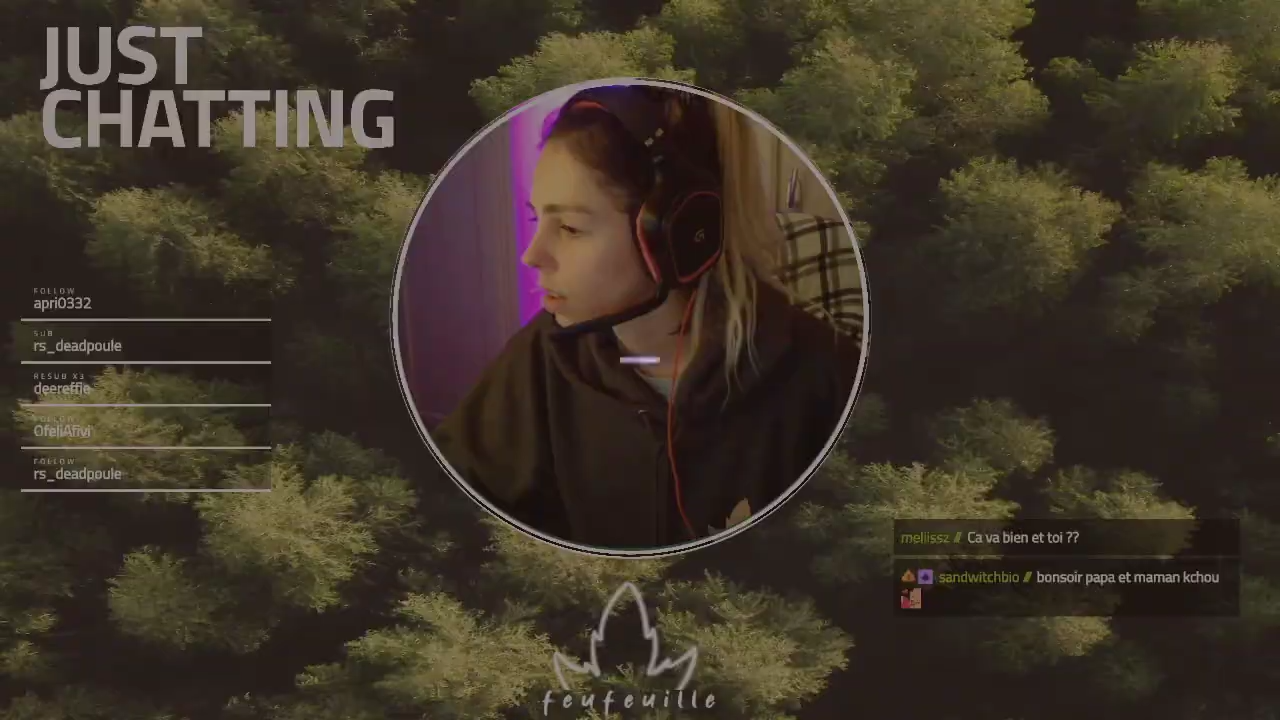 JUST
CHATTING
FOLLOW
apri0332
SUB
rs_deadpoule
RESUB X3
deereffie
FOLLOW
OfeliAfivi
FOLLOW
rs_deadpoule
meliissz // Ca va bien et toi ??
sandwitchbio // bonsoir papa et maman kchou
feufeuille